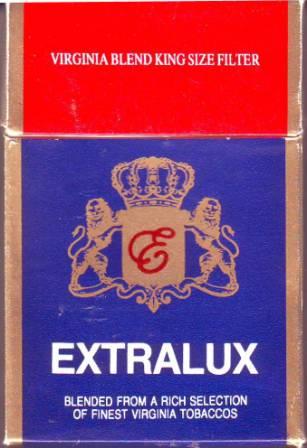 VIRGINIA BLEND KING SIZE FILTER
E
EXTRALUX
BLENDED FROM A RICH SELECTION
OF FINEST VIRGINIA TOBACCOS